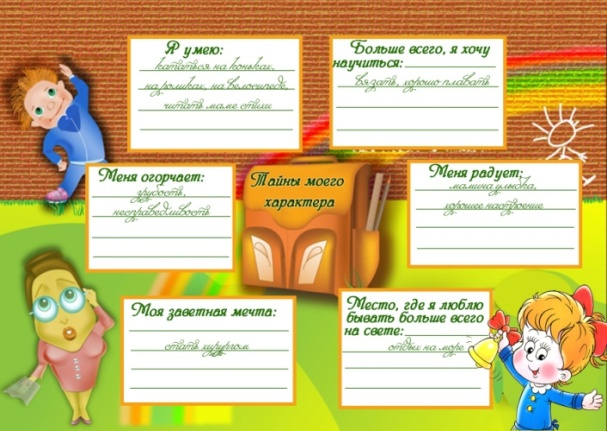 Я умею:
кататься на коньках,
на роликах, на велосипеде,
читать маме стихи
Больше всего, я хочу
научиться:
вязать, хорошо плавать
Меня огорчает:
грубость,
несправедливость
Тайны моего
характера
Меня радует:
мамина улыбка,
хорошее настроение
Моя заветная мечта:
стать хирургом
Место, где я люблю
бывать больше всего
на свете:
отдых на море